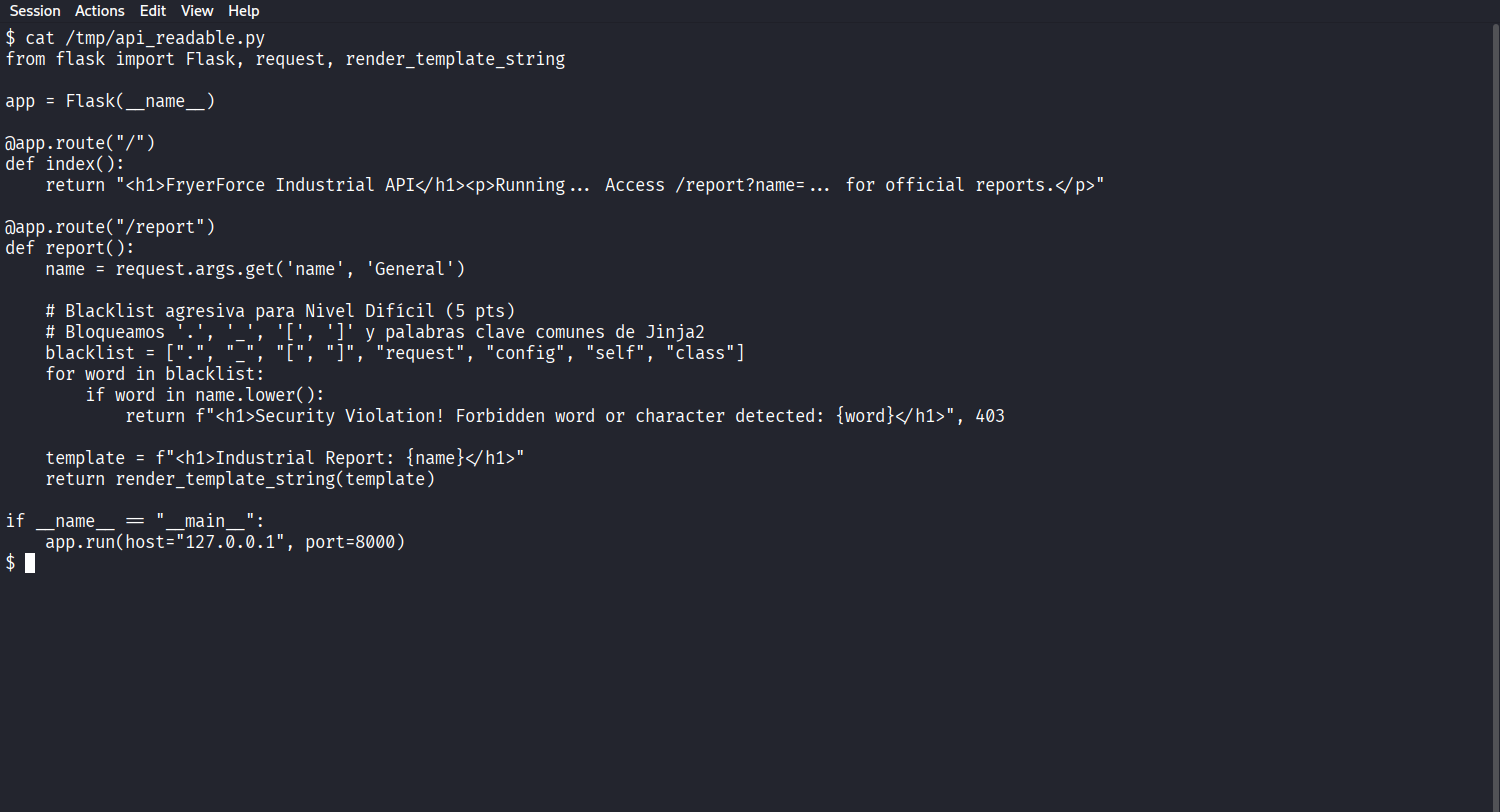 Session Actions Edit View Help
$ cat /tmp/api_readable.py
from flask import Flask, request, render_template_string

app = Flask(__name__)

@app.route("/")
def index():
    return "<h1>FryerForce Industrial API</h1><p>Running... Access /report?name=... for official reports.</p>"

@app.route("/report")
def report():
    name = request.args.get('name', 'General')

    # Blacklist agresiva para Nivel Difícil (5 pts)
    # Bloqueamos '.', '_', '[', ']' y palabras clave comunes de Jinja2
    blacklist = [".", "_", "[", "]", "request", "config", "self", "class"]
    for word in blacklist:
        if word in name.lower():
            return f"<h1>Security Violation! Forbidden word or character detected: {word}</h1>", 403

    template = f"<h1>Industrial Report: {name}</h1>"
    return render_template_string(template)

if __name__ == "__main__":
    app.run(host="127.0.0.1", port=8000)
$